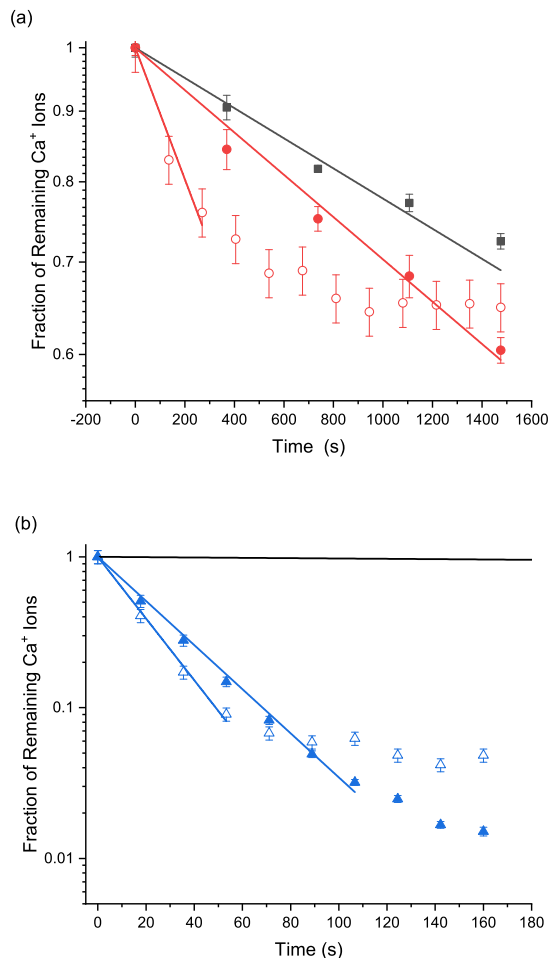 (a)
1
0.9
0.8
0.7
0.6
Fraction of Remaining Ca⁺ Ions
-200 0 200 400 600 800 1000 1200 1400 1600
Time (s)
(b)
1
0.1
0.01
Fraction of Remaining Ca⁺ Ions
0 20 40 60 80 100 120 140 160 180
Time (s)